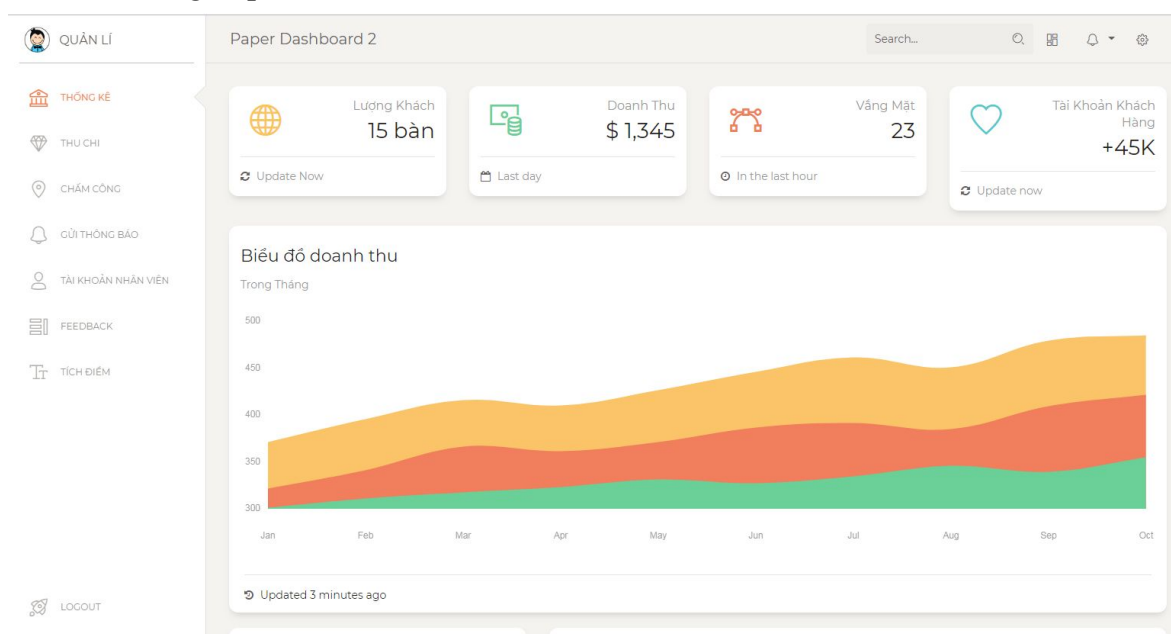 QUẢN LÍ
Paper Dashboard 2
Search...
THỐNG KÊ
THU CHI
CHẤM CÔNG
GỬI THÔNG BÁO
TÀI KHOẢN NHÂN VIÊN
FEEDBACK
TÍCH ĐIỂM
LOGOUT
Lượng Khách
15 bàn
Update Now
Doanh Thu
$ 1,345
Last day
Vắng Mặt
23
In the last hour
Tài Khoản Khách
Hàng
+45K
Update now
Biểu đồ doanh thu
Trong Tháng
500
450
400
350
300
Jan Feb Mar Apr May Jun Jul Aug Sep Oct
Updated 3 minutes ago